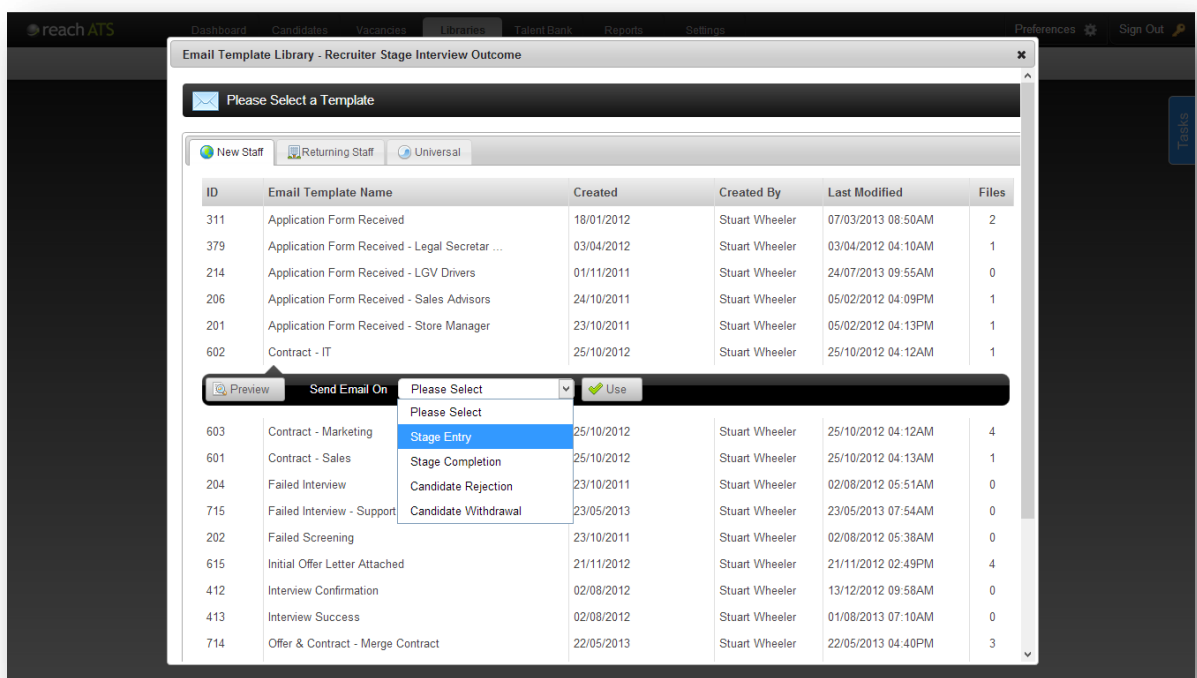 reach ATS Dashboard Candidates Vacancies Libraries Talent Bank Reports Settings Preferences Sign Out
Email Template Library - Recruiter Stage Interview Outcome
Please Select a Template
Tasks
New Staff Returning Staff Universal
ID Email Template Name Created Created By Last Modified Files
311 Application Form Received 18/01/2012 Stuart Wheeler 07/03/2013 08:50AM 2
379 Application Form Received - Legal Secretar ... 03/04/2012 Stuart Wheeler 03/04/2012 04:10AM 1
214 Application Form Received - LGV Drivers 01/11/2011 Stuart Wheeler 24/07/2013 09:55AM 0
206 Application Form Received - Sales Advisors 24/10/2011 Stuart Wheeler 05/02/2012 04:09PM 1
201 Application Form Received - Store Manager 23/10/2011 Stuart Wheeler 05/02/2012 04:13PM 1
602 Contract - IT 25/10/2012 Stuart Wheeler 25/10/2012 04:12AM 1
Preview Send Email On Please Select Use
Please Select
Stage Entry
Stage Completion
Candidate Rejection
Candidate Withdrawal
603 Contract - Marketing 25/10/2012 Stuart Wheeler 25/10/2012 04:12AM 4
601 Contract - Sales 25/10/2012 Stuart Wheeler 25/10/2012 04:13AM 1
204 Failed Interview 23/10/2011 Stuart Wheeler 02/08/2012 05:51AM 0
715 Failed Interview - Support 23/05/2013 Stuart Wheeler 23/05/2013 07:54AM 0
202 Failed Screening 23/10/2011 Stuart Wheeler 02/08/2012 05:38AM 0
615 Initial Offer Letter Attached 21/11/2012 Stuart Wheeler 21/11/2012 02:49PM 4
412 Interview Confirmation 02/08/2012 Stuart Wheeler 13/12/2012 09:58AM 0
413 Interview Success 02/08/2012 Stuart Wheeler 01/08/2013 07:10AM 0
714 Offer & Contract - Merge Contract 22/05/2013 Stuart Wheeler 22/05/2013 04:40PM 3